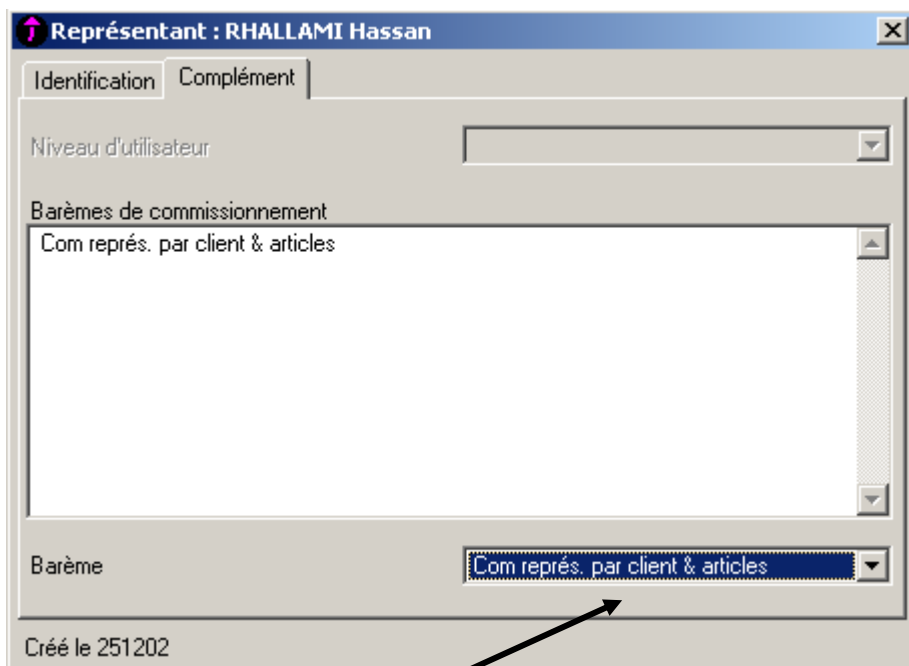 Représentant : RHALLAMI Hassan
Identification Complément
Niveau d'utilisateur
Barèmes de commissionnement
Com représ. par client & articles
Barème Com représ. par client & articles
Créé le 251202